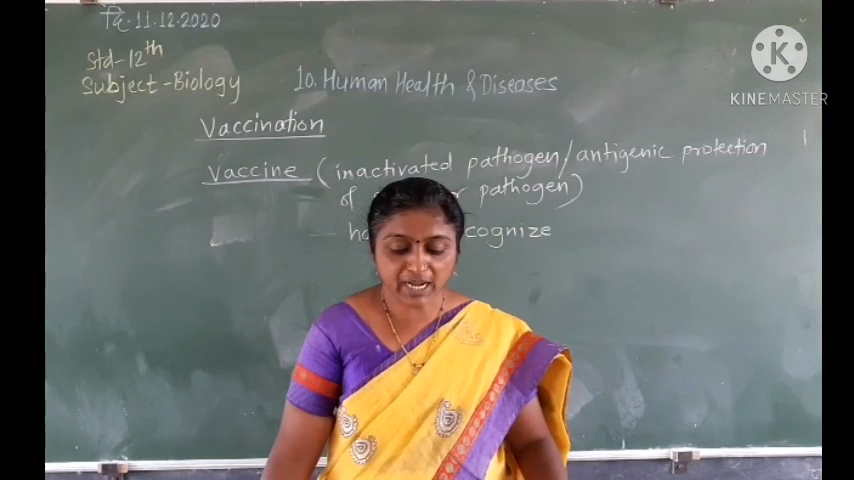 दि. 11.12.2020
Std-12th
Subject-Biology
10. Human Health & Diseases
Vaccination
Vaccine (inactivated pathogen/antigenic protection
of pathogen)
K
KINEMASTER